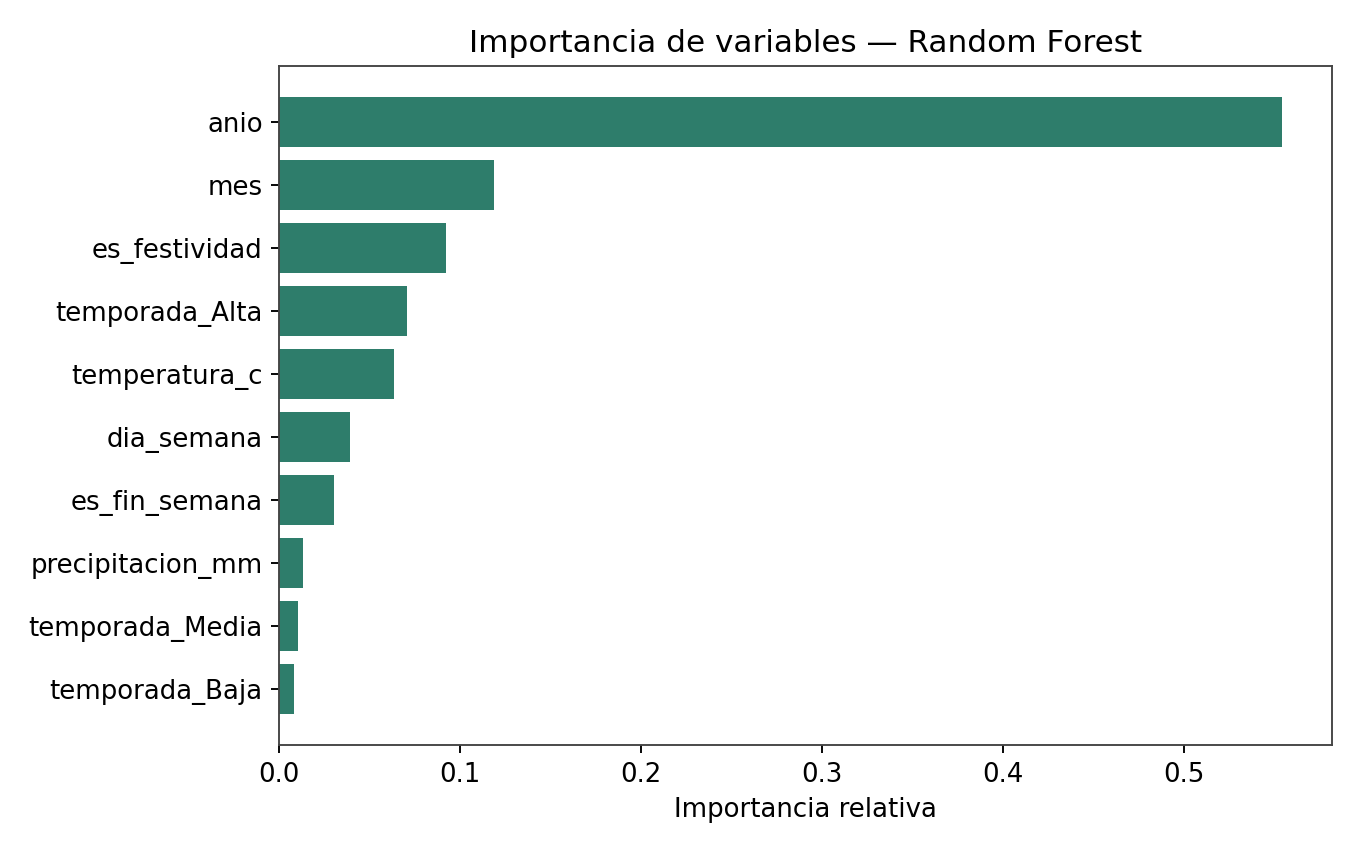 Importancia de variables — Random Forest
anio
mes
es_festividad
temporada_Alta
temperatura_c
dia_semana
es_fin_semana
precipitacion_mm
temporada_Media
temporada_Baja
0.0 0.1 0.2 0.3 0.4 0.5
Importancia relativa